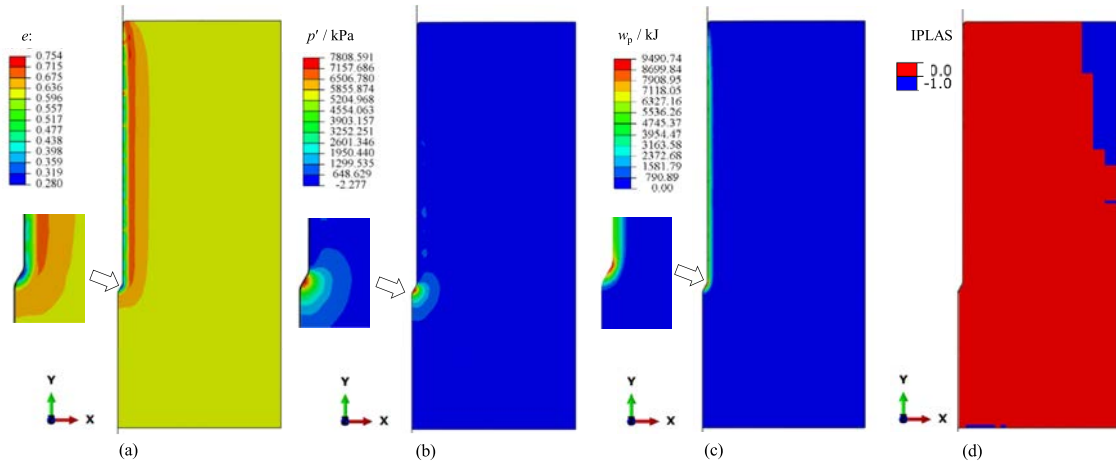 e:
0.754
0.715
0.675
0.636
0.596
0.557
0.517
0.477
0.438
0.398
0.359
0.319
0.280
Y
X
(a)
p′ / kPa
7808.591
7157.686
6506.780
5855.874
5204.968
4554.063
3903.157
3252.251
2601.346
1950.440
1299.535
648.629
-2.277
Y
X
(b)
wp / kJ
9490.74
8699.84
7908.95
7118.05
6327.16
5536.26
4745.37
3954.47
3163.58
2372.68
1581.79
790.89
0.00
Y
X
(c)
IPLAS
0.0
-1.0
Y
X
(d)